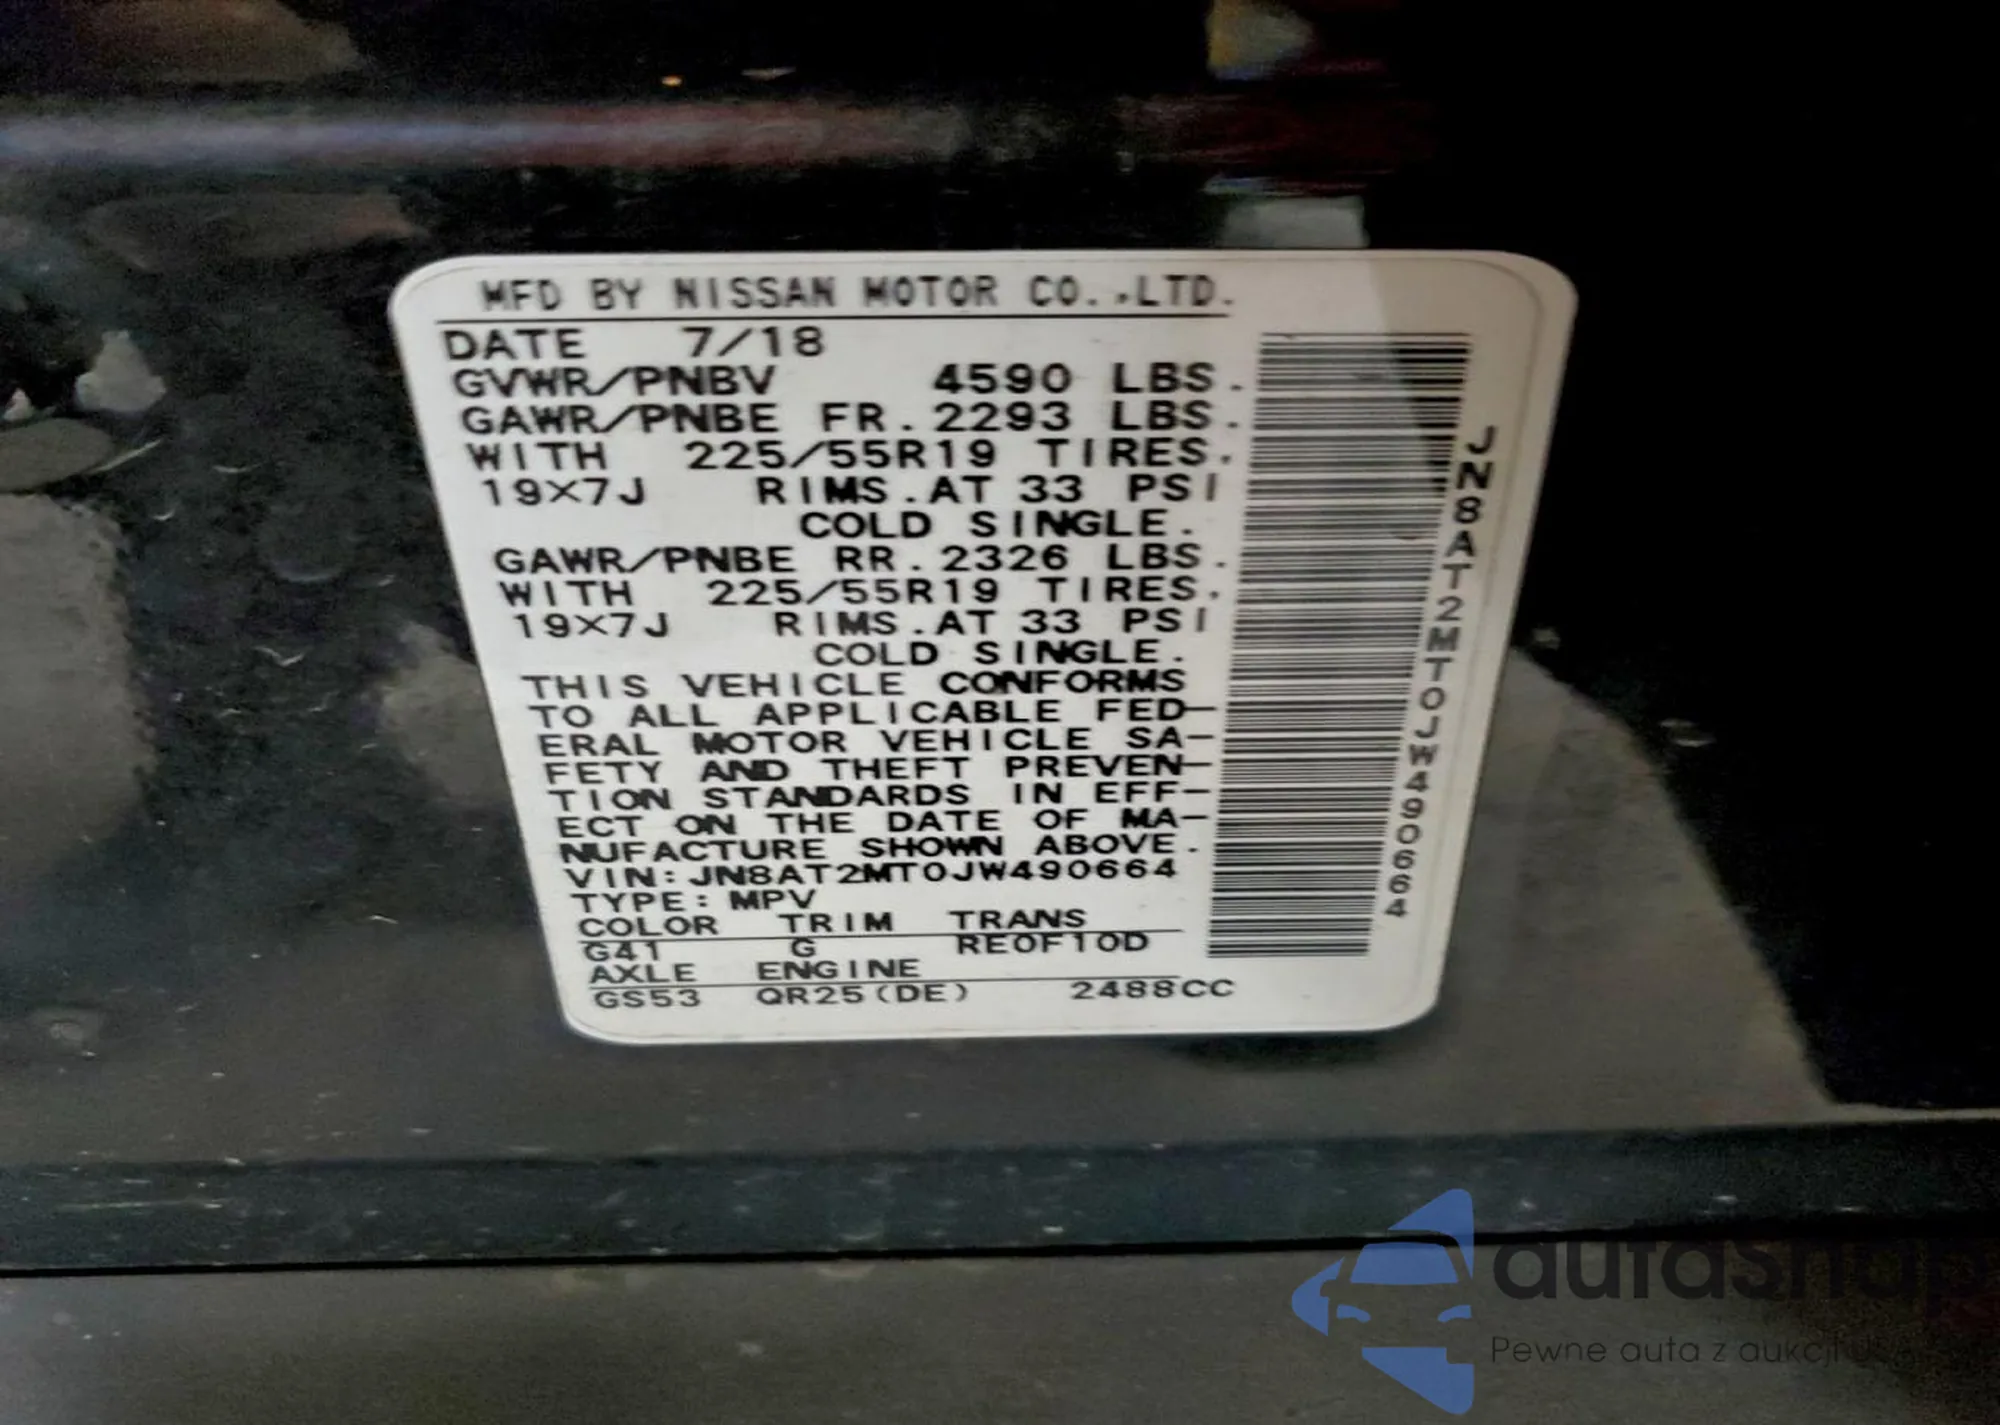 MFD BY NISSAN MOTOR CO.,LTD.
DATE 7/18
GVWR/PNBV 4590 LBS.
GAWR/PNBE FR.2293 LBS.
WITH 225/55R19 TIRES.
19X7J RIMS.AT 33 PSI
COLD SINGLE.
GAWR/PNBE RR.2326 LBS.
WITH 225/55R19 TIRES.
19X7J RIMS.AT 33 PSI
COLD SINGLE.
THIS VEHICLE CONFORMS
TO ALL APPLICABLE FED-
ERAL MOTOR VEHICLE SA-
FETY AND THEFT PREVEN-
TION STANDARDS IN EFF-
ECT ON THE DATE OF MA-
NUFACTURE SHOWN ABOVE.
VIN:JN8AT2MT0JW490664
TYPE:MPV
COLOR TRIM TRANS
G41 G RE0F10D
AXLE ENGINE
GS53 QR25(DE) 2488CC
JN8AT2MT0JW490664
autasnap
Pewne auta z aukcji